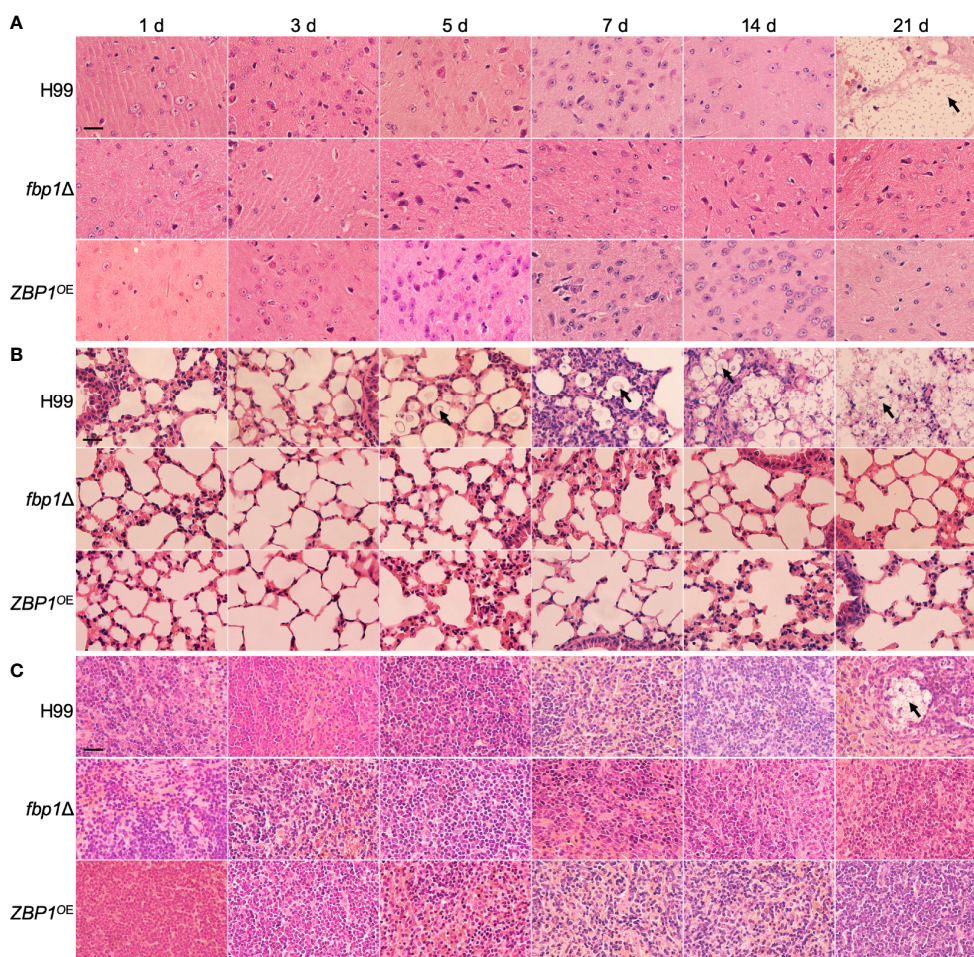 A 1 d 3 d 5 d 7 d 14 d 21 d
H99
fbp1Δ
ZBP1ᴼᴱ
B
H99
fbp1Δ
ZBP1ᴼᴱ
C
H99
fbp1Δ
ZBP1ᴼᴱ